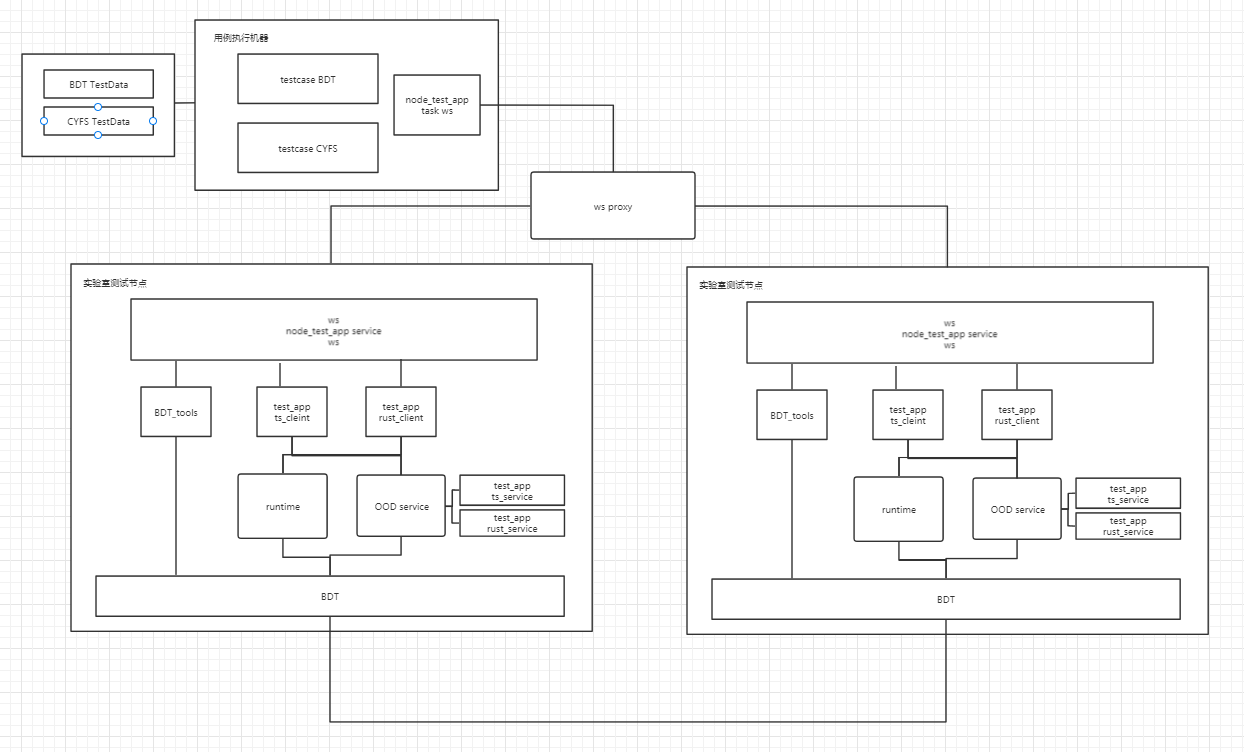 用例执行机器
BDT TestData
CYFS TestData
testcase BDT
testcase CYFS
node_test_app
task ws
ws proxy
实验室测试节点
ws
node_test_app service
ws
BDT_tools
test_app
ts_cleint
test_app
rust_client
runtime
OOD service
test_app
ts_service
test_app
rust_service
BDT
实验室测试节点
ws
node_test_app service
ws
BDT_tools
test_app
ts_cleint
test_app
rust_client
runtime
OOD service
test_app
ts_service
test_app
rust_service
BDT